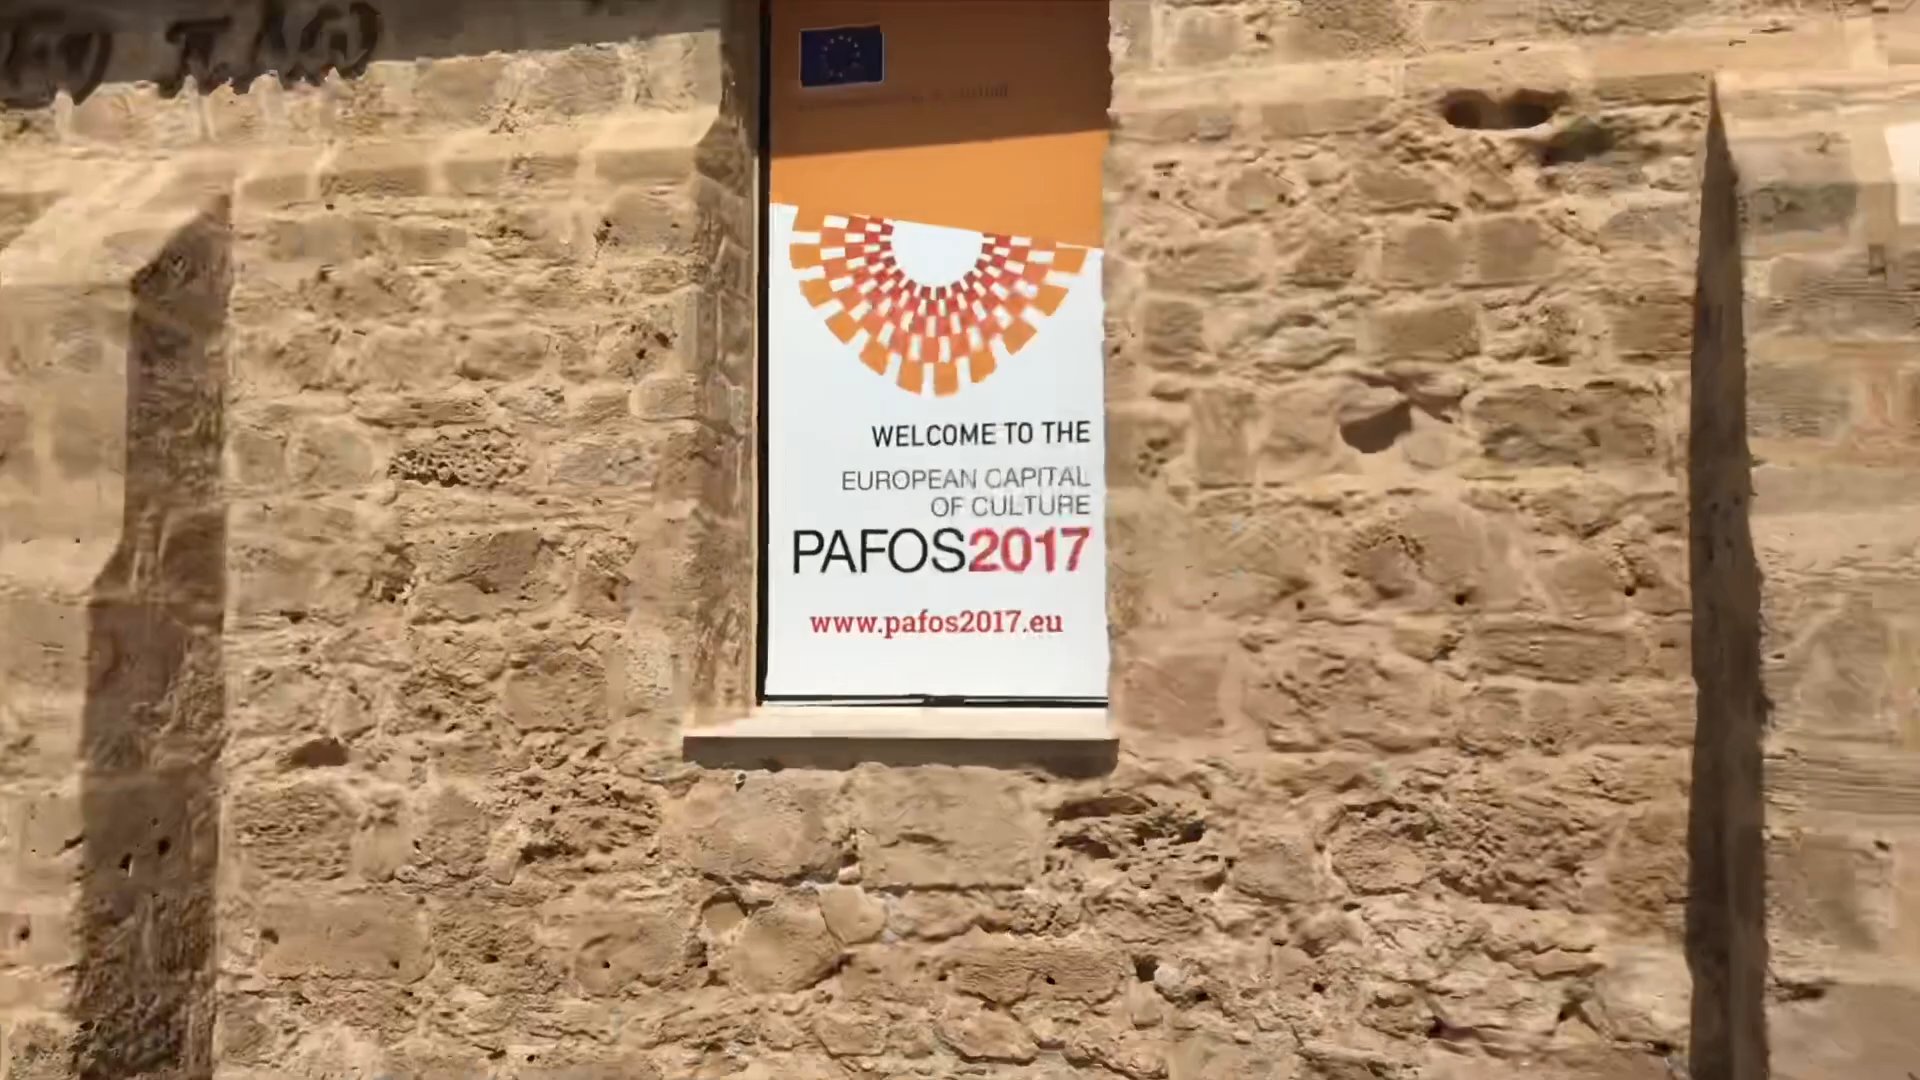 WELCOME TO THE
EUROPEAN CAPITAL
OF CULTURE
PAFOS2017
www.pafos2017.eu